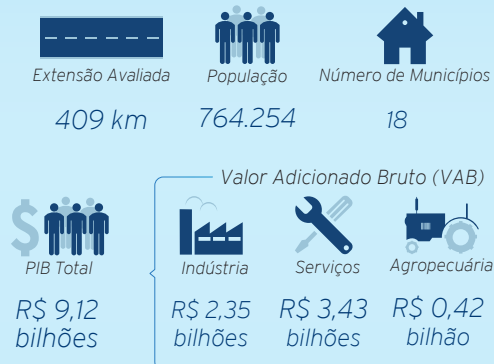 Extensão Avaliada
População
Número de Municípios
409 km
764.254
18
Valor Adicionado Bruto (VAB)
PIB Total
Indústria
Serviços
Agropecuária
R$ 9,12
bilhões
R$ 2,35
bilhões
R$ 3,43
bilhões
R$ 0,42
bilhão